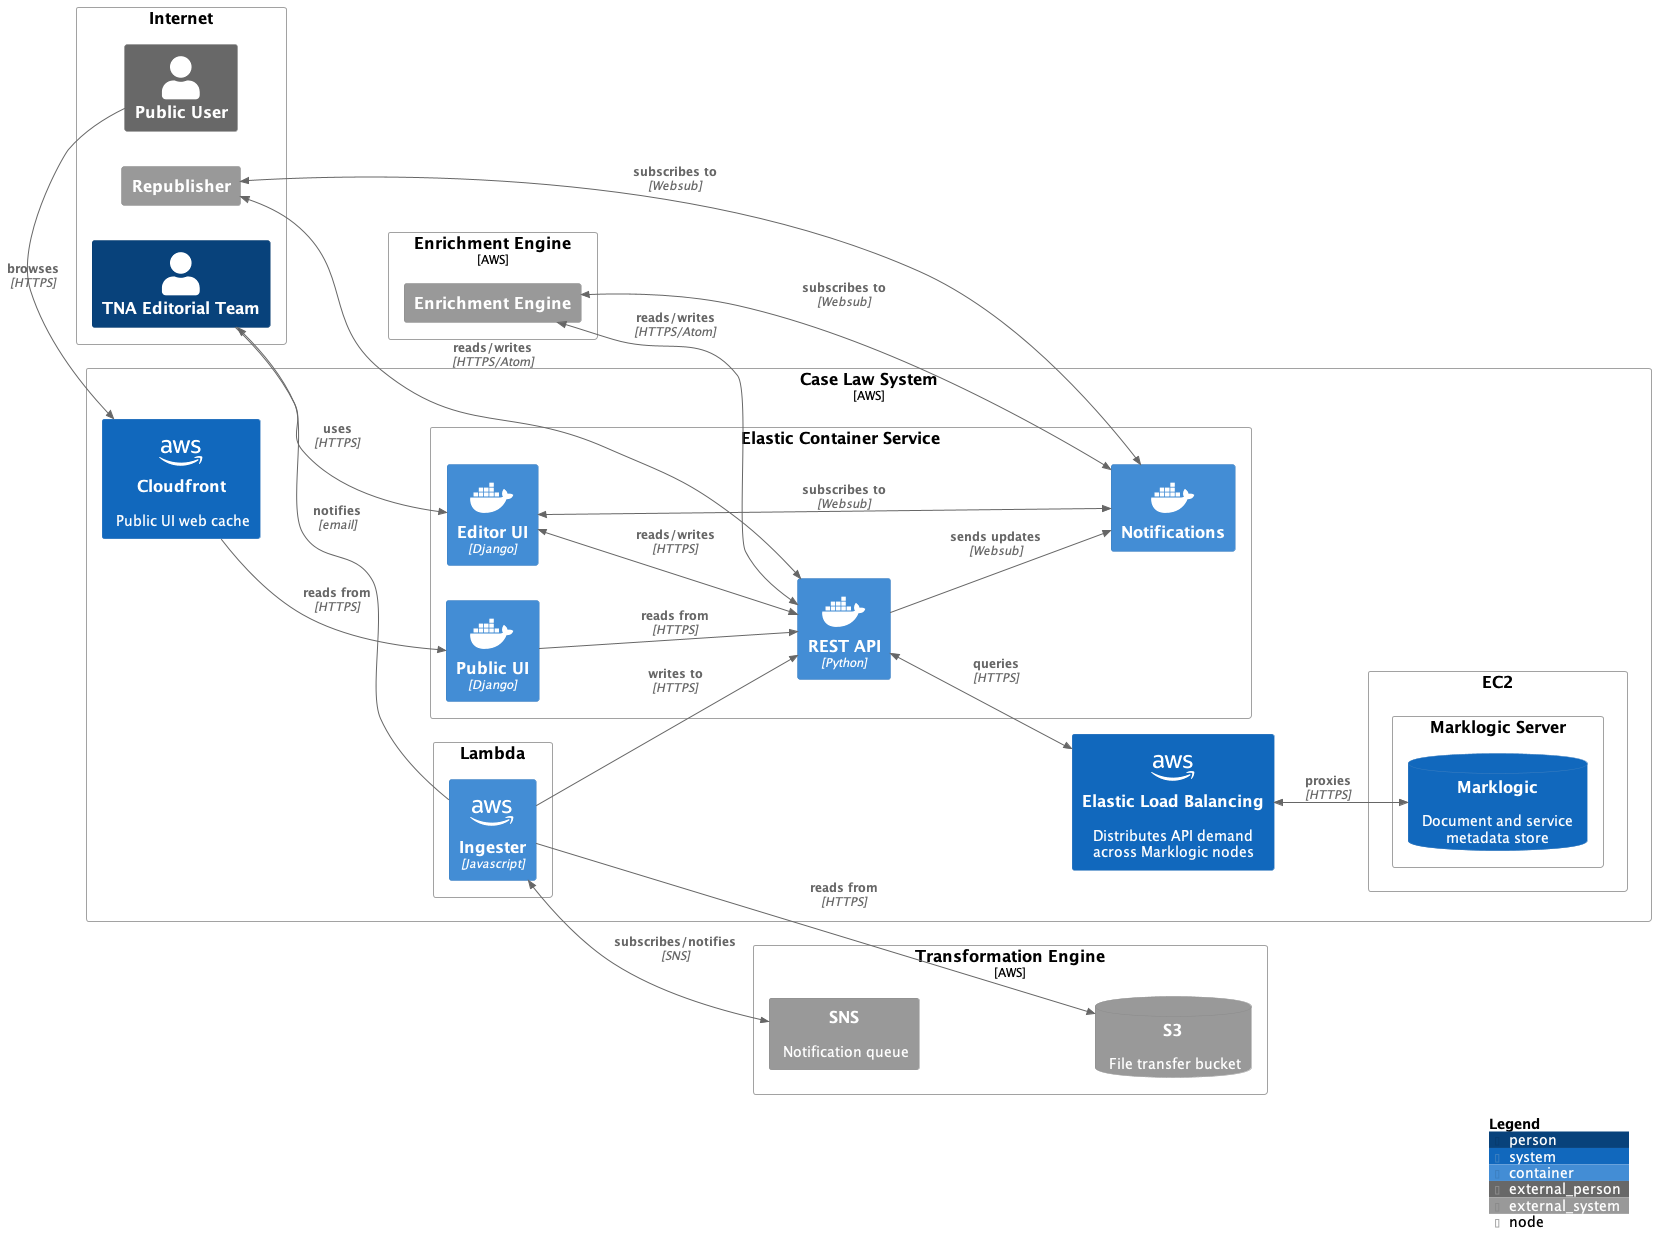 Internet
Public User
Republisher
subscribes to
[Websub]
TNA Editorial Team
browses
[HTTPS]
Enrichment Engine
[AWS]
Enrichment Engine
subscribes to
[Websub]
reads/writes
[HTTPS/Atom]
reads/writes
[HTTPS/Atom]
Case Law System
[AWS]
aws
Cloudfront
Public UI web cache
uses
[HTTPS]
notifies
[email]
reads from
[HTTPS]
Elastic Container Service
Editor UI
[Django]
subscribes to
[Websub]
Notifications
reads/writes
[HTTPS]
sends updates
[Websub]
Public UI
[Django]
reads from
[HTTPS]
REST API
[Python]
writes to
[HTTPS]
queries
[HTTPS]
Lambda
aws
Ingester
[Javascript]
aws
Elastic Load Balancing
Distributes API demand
across Marklogic nodes
proxies
[HTTPS]
EC2
Marklogic Server
Marklogic
Document and service
metadata store
reads from
[HTTPS]
subscribes/notifies
[SNS]
Transformation Engine
[AWS]
SNS
Notification queue
S3
File transfer bucket
Legend
person
system
container
external_person
external_system
node